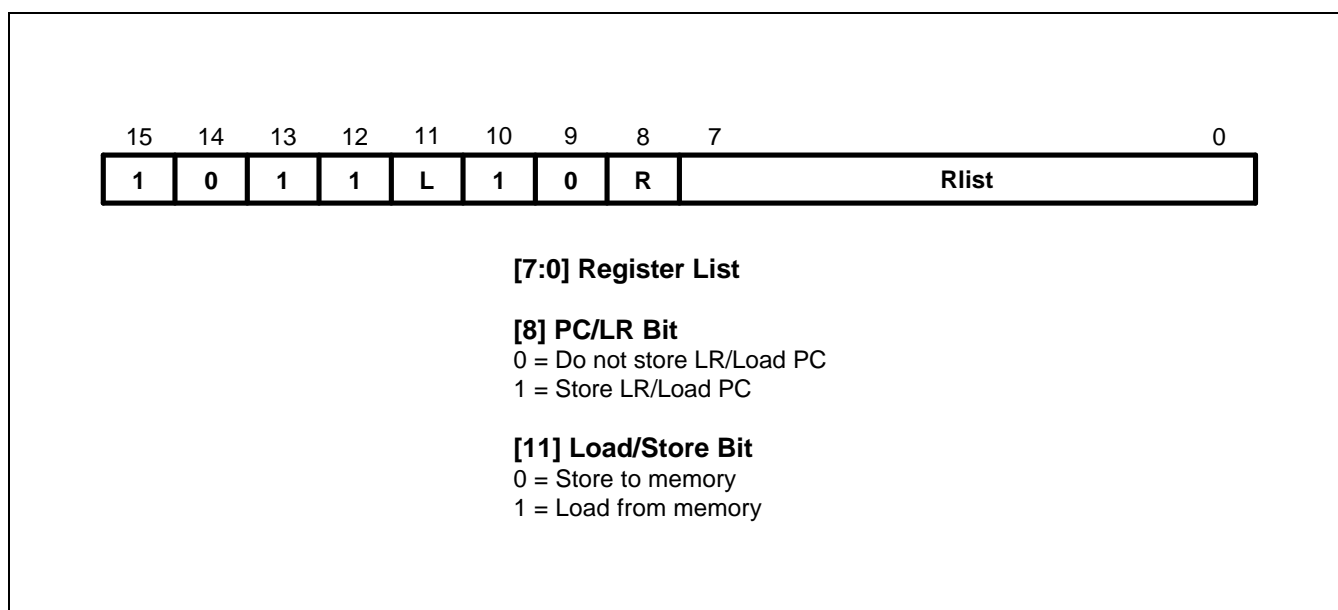 15 14 13 12 11 10 9 8 7 0
1 0 1 1 L 1 0 R Rlist
[7:0] Register List
[8] PC/LR Bit
0 = Do not store LR/Load PC
1 = Store LR/Load PC
[11] Load/Store Bit
0 = Store to memory
1 = Load from memory